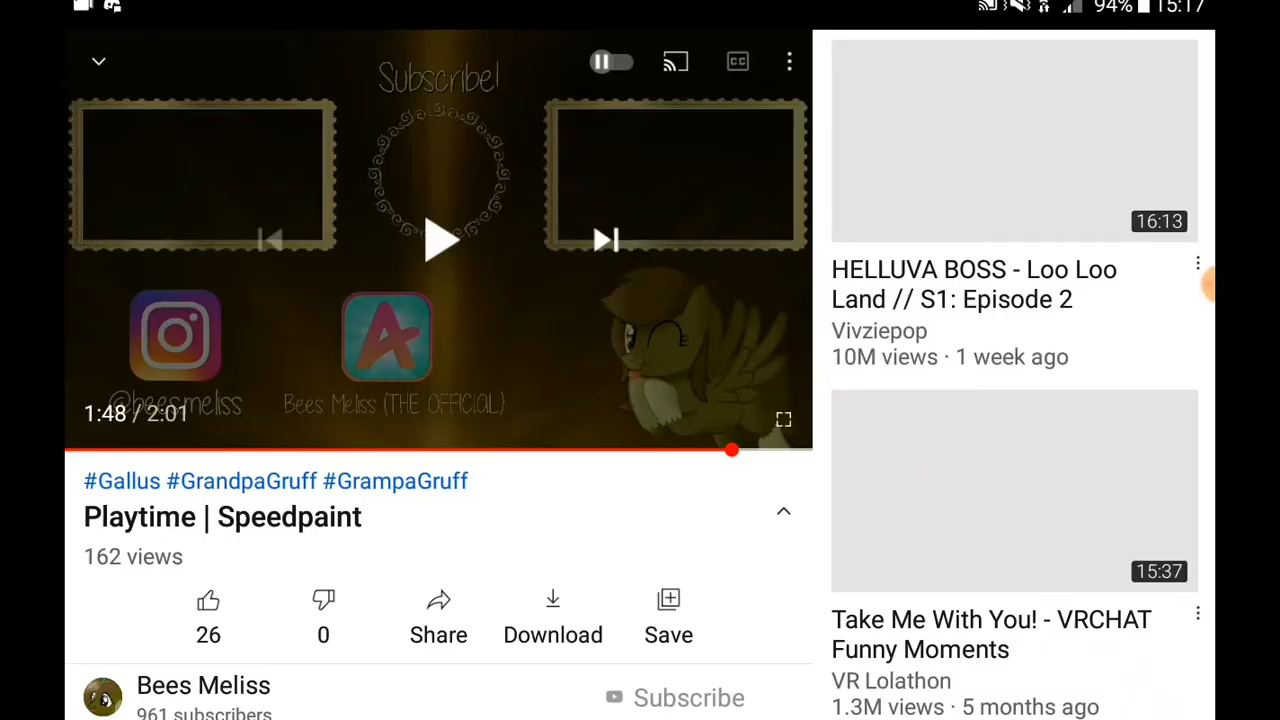 94% 15:17
Subscribe!
CC
@beesmeliss
Bees Meliss (THE OFFICIAL)
1:48 / 2:01
#Gallus #GrandpaGruff #GrampaGruff
Playtime | Speedpaint
162 views
26
0
Share
Download
Save
Bees Meliss
961 subscribers
Subscribe
16:13
HELLUVA BOSS - Loo Loo
Land // S1: Episode 2
Vivziepop
10M views · 1 week ago
15:37
Take Me With You! - VRCHAT
Funny Moments
VR Lolathon
1.3M views · 5 months ago